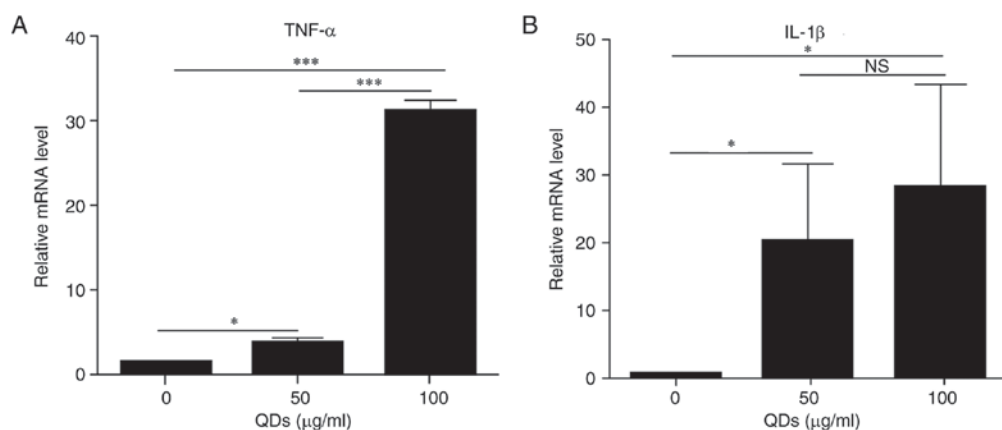 A
TNF-α
40
30
20
10
0
Relative mRNA level
***
***
*
0
50
100
QDs (μg/ml)
B
IL-1β
50
40
30
20
10
0
Relative mRNA level
*
NS
*
0
50
100
QDs (μg/ml)